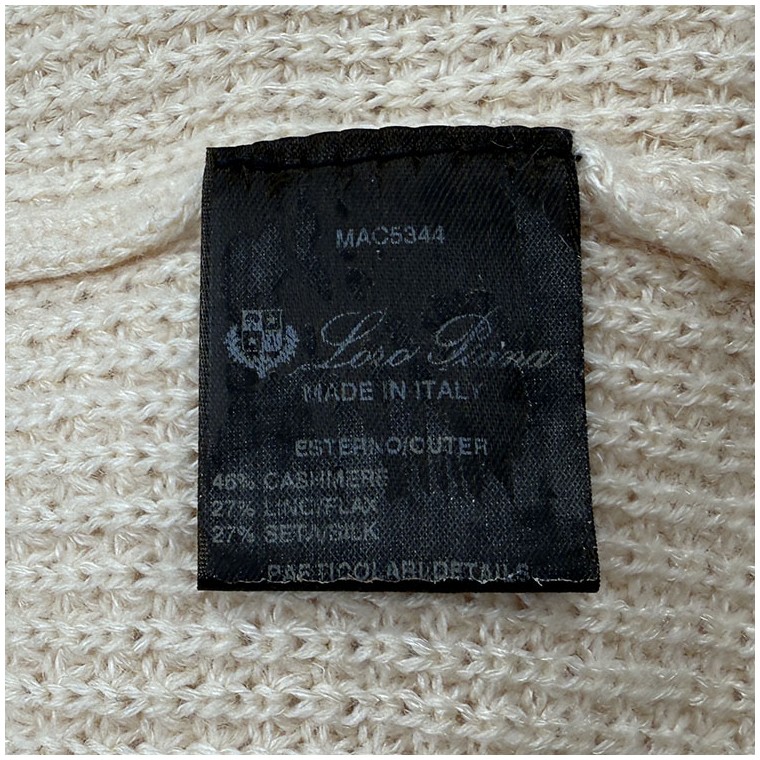 MAC5344
Loro Piana
MADE IN ITALY
ESTERNO/OUTER
46% CASHMERE
27% LINO/FLAX
27% SETA/SILK
PARTICOLARI/DETAILS